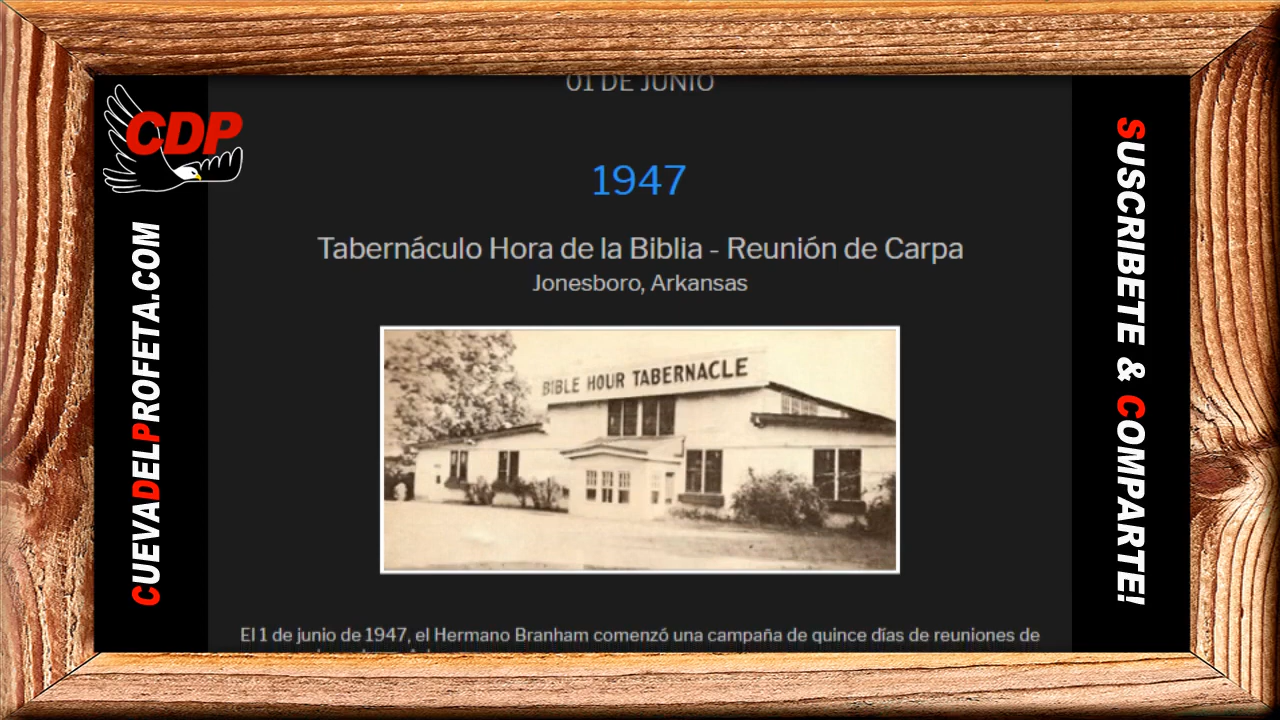 01 DE JUNIO
CDP
1947
Tabernáculo Hora de la Biblia - Reunión de Carpa
Jonesboro, Arkansas
BIBLE HOUR TABERNACLE
CUEVADELPROFETA.COM
SUSCRIBETE & COMPARTE!
El 1 de junio de 1947, el Hermano Branham comenzó una campaña de quince días de reuniones de